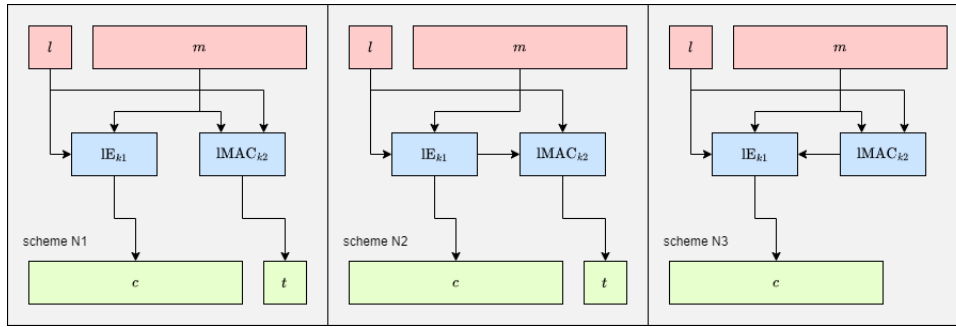 l m l m l m
lE_{k1} lMAC_{k2} lE_{k1} lMAC_{k2} lE_{k1} lMAC_{k2}
scheme N1 scheme N2 scheme N3
c t c t c